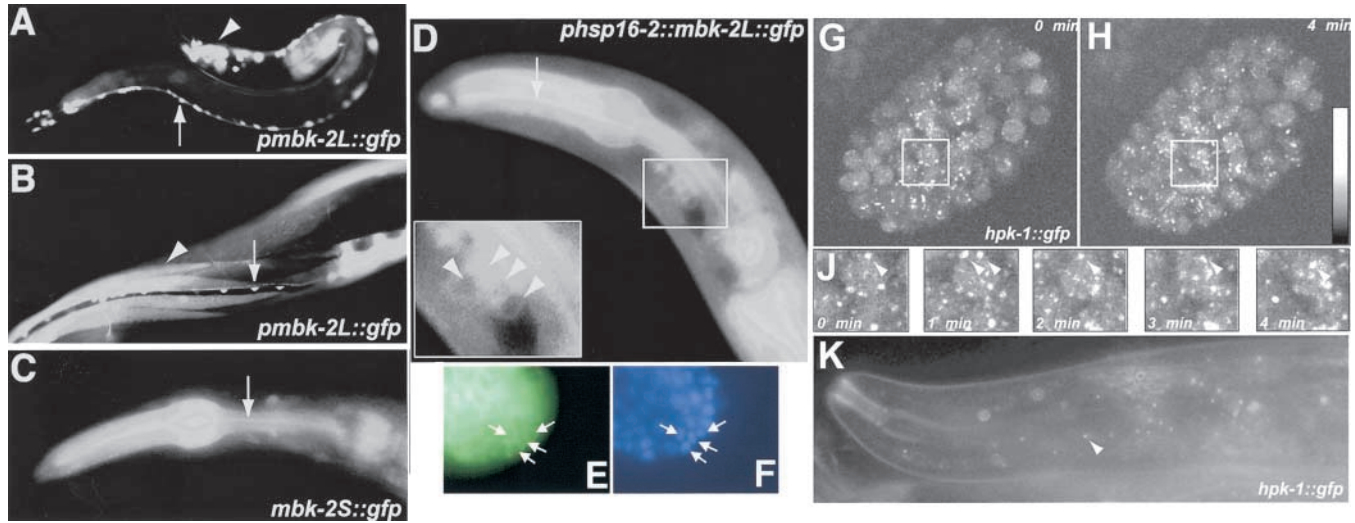 A
pmbk-2L::gfp
B
pmbk-2L::gfp
C
mbk-2S::gfp
D
phsp16-2::mbk-2L::gfp
E
F
G
0 min
hpk-1::gfp
H
4 min
J
0 min
1 min
2 min
3 min
4 min
K
hpk-1::gfp